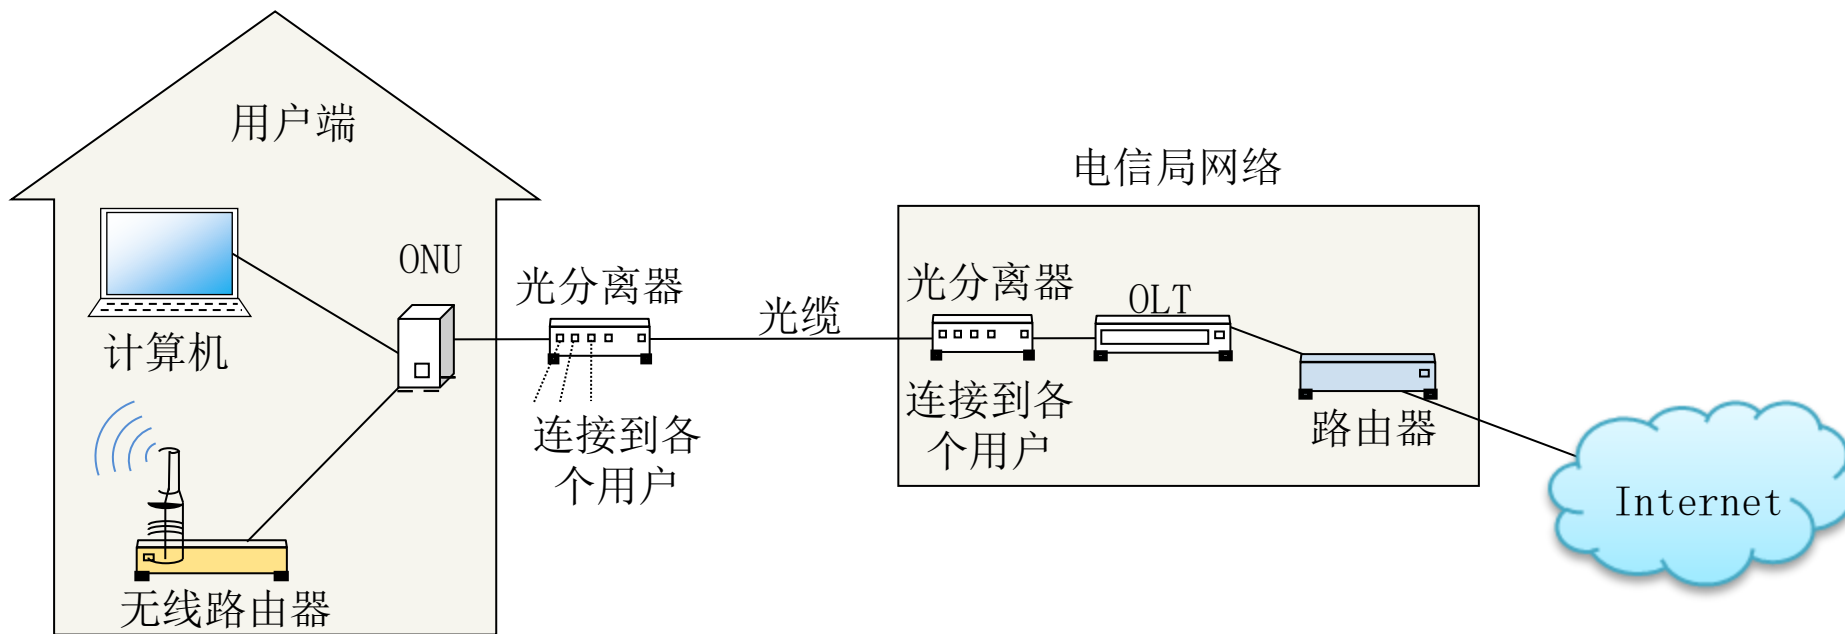 用户端
电信局网络
ONU
光分离器
光缆
光分离器
OLT
计算机
连接到各
个用户
连接到各
个用户
路由器
Internet
无线路由器